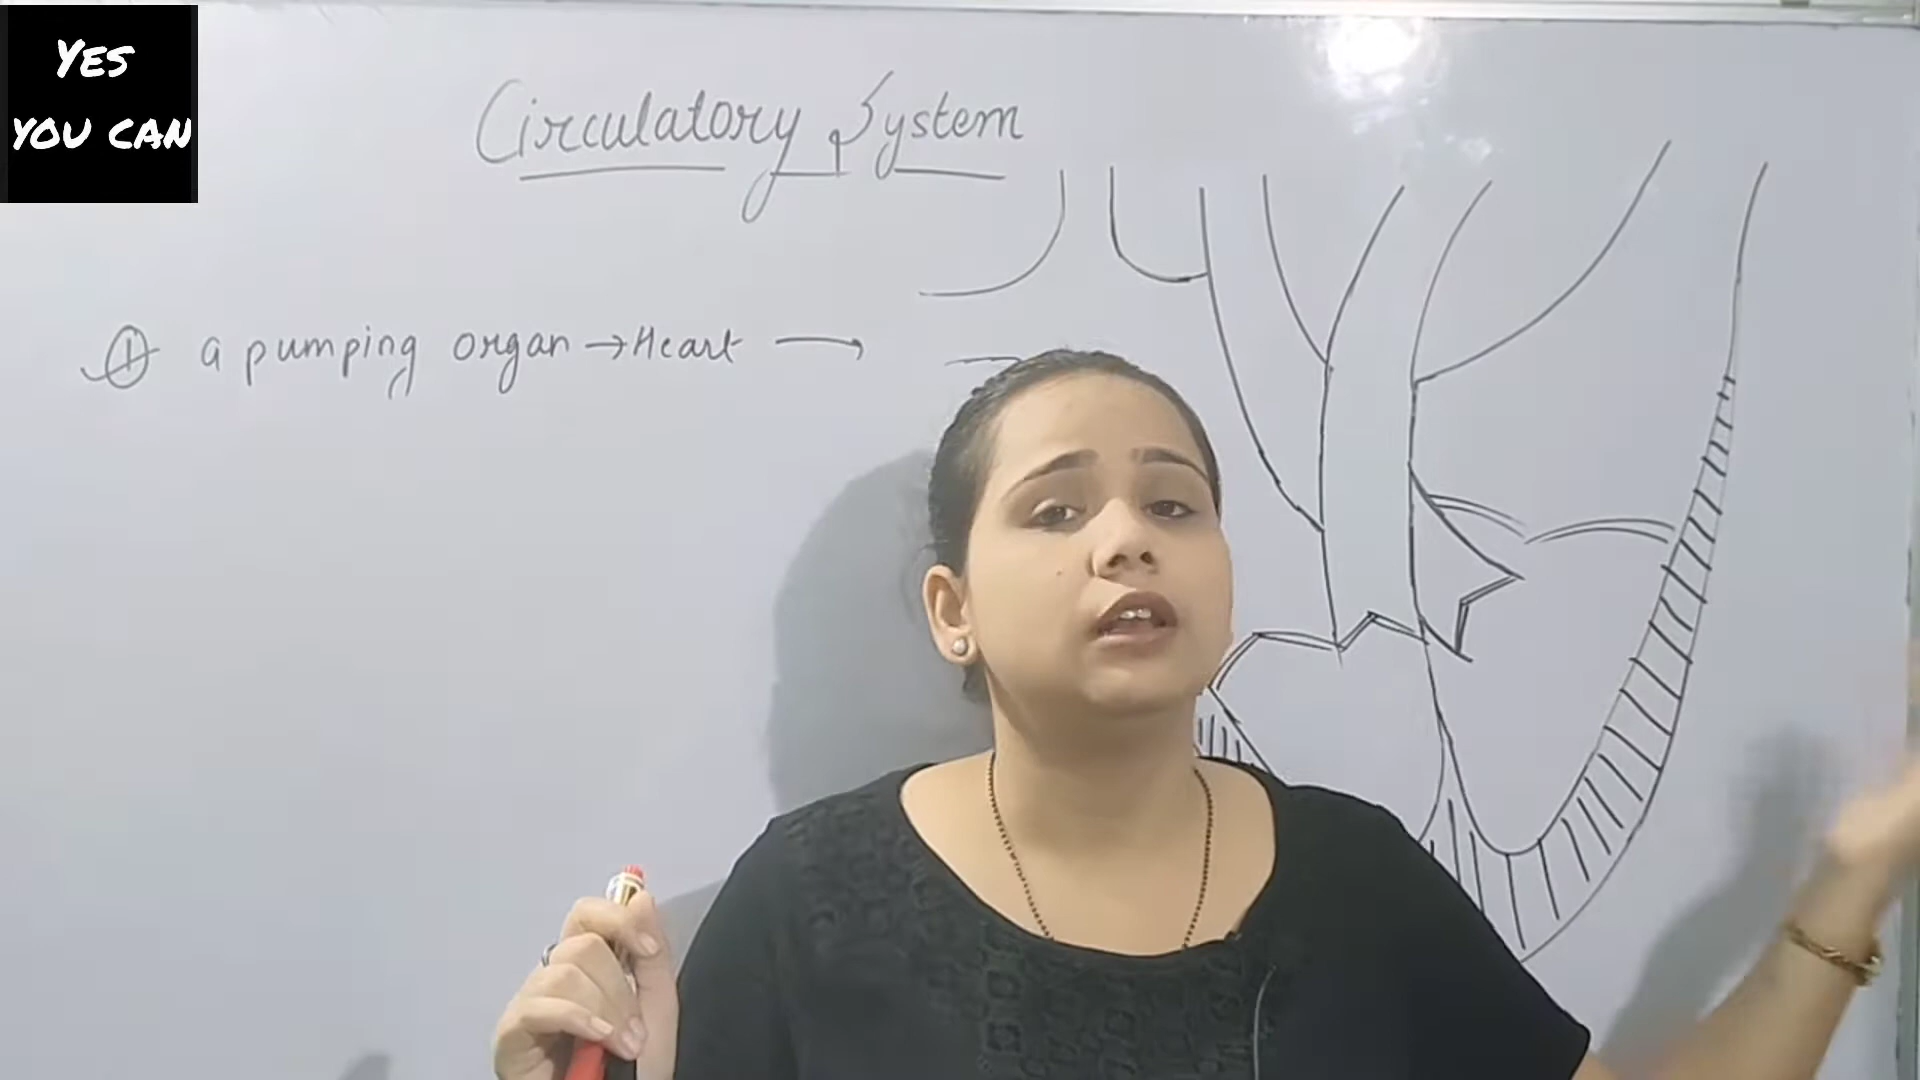 YES
YOU CAN
Circulatory System
① a pumping organ → Heart →